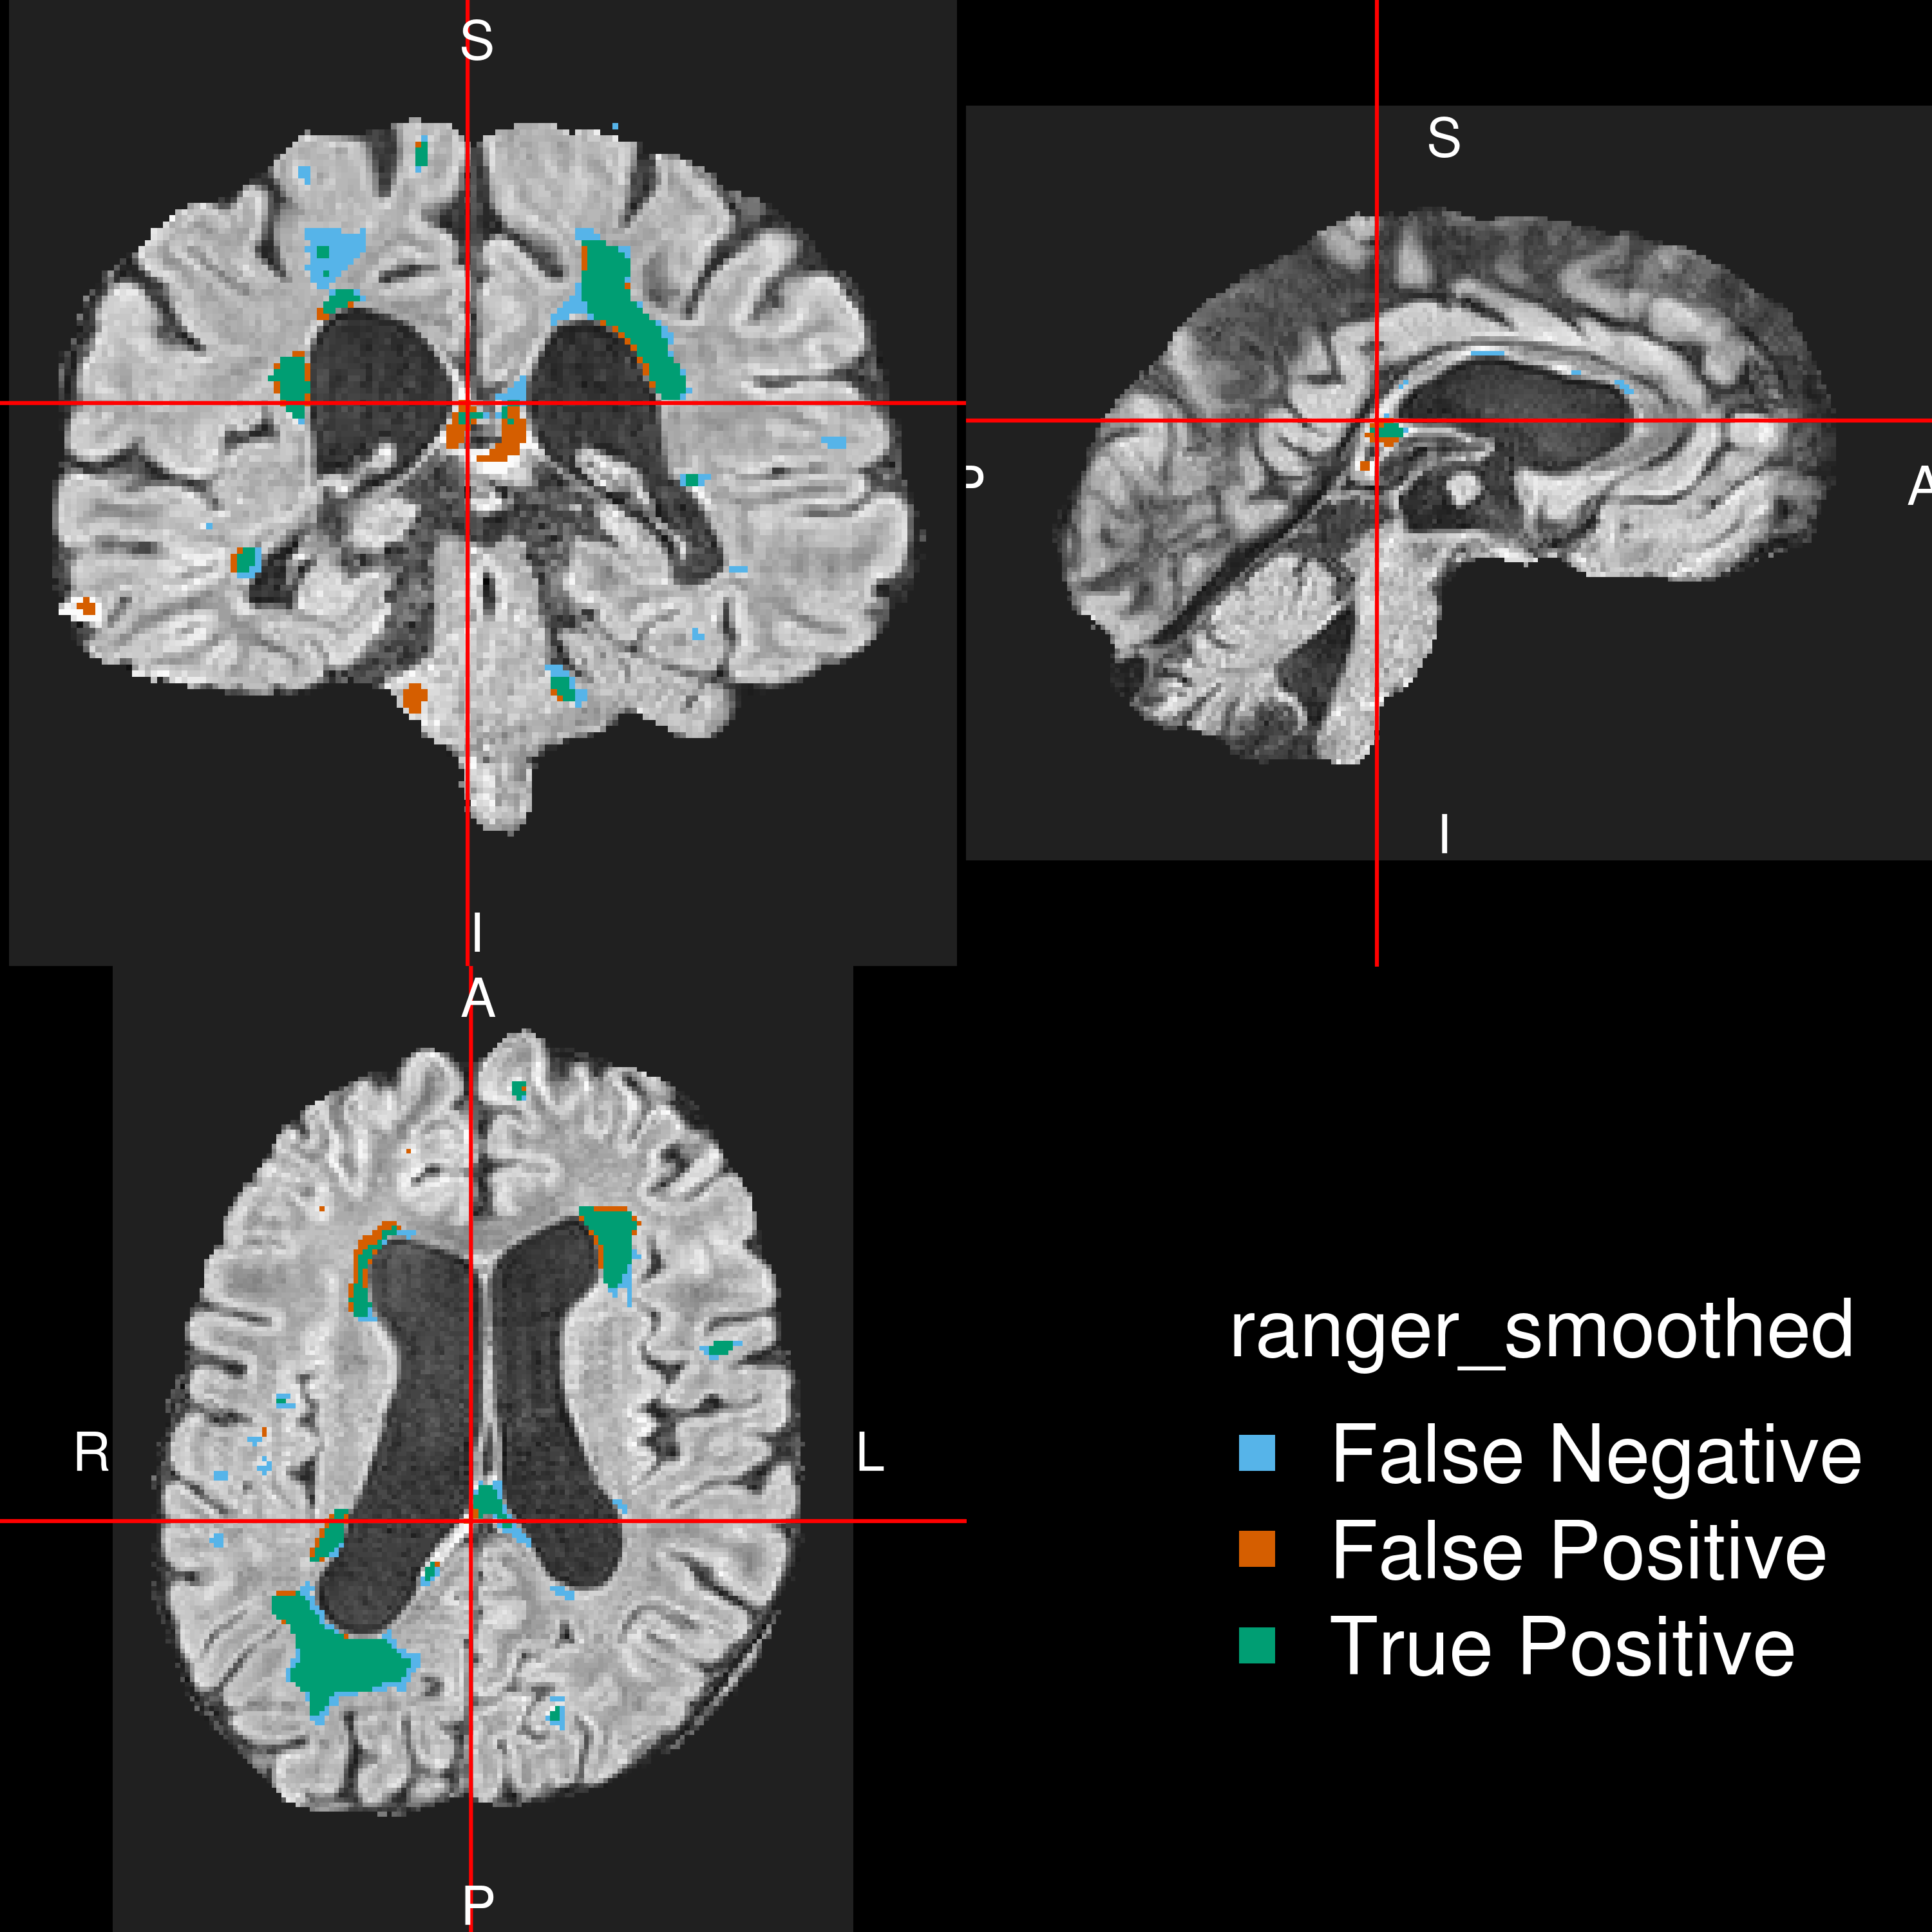 S
S
P
A
I
I
A
R
L
P
ranger_smoothed
False Negative
False Positive
True Positive